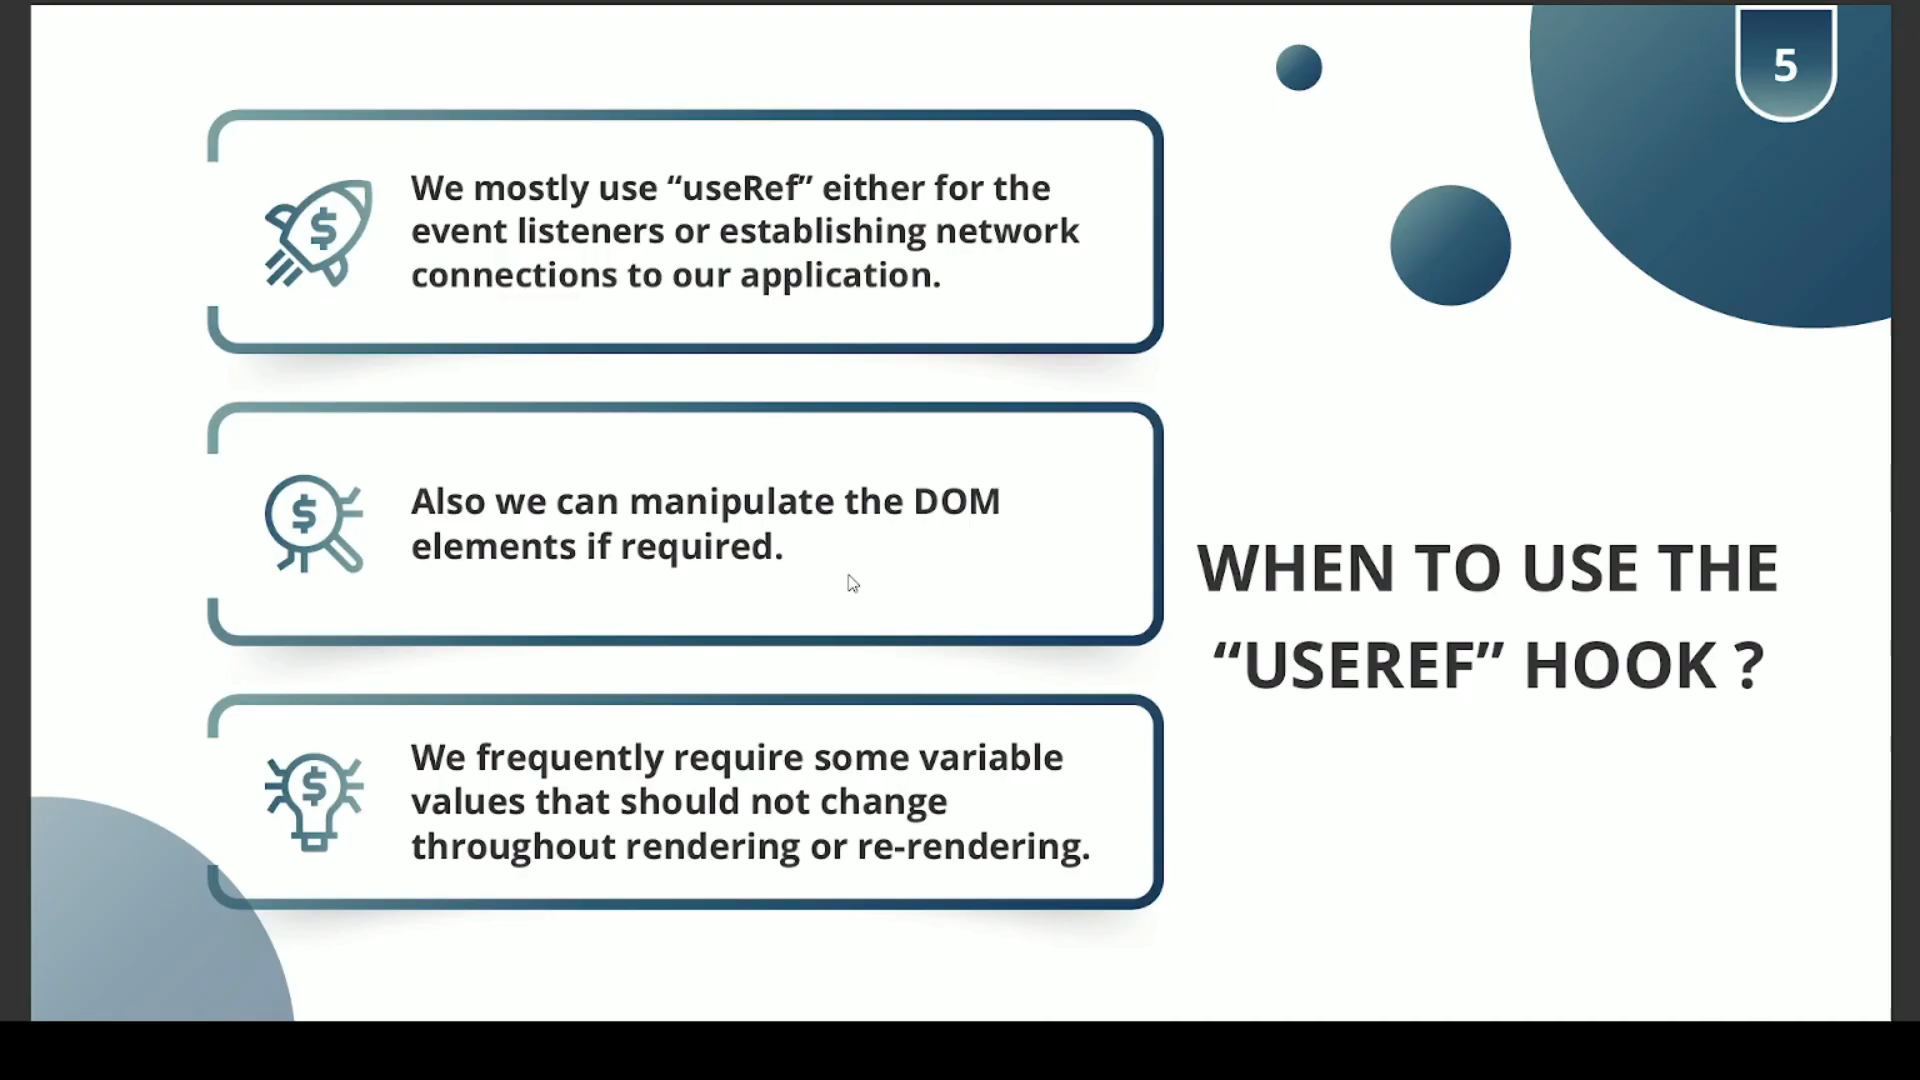 5
We mostly use “useRef” either for the
event listeners or establishing network
connections to our application.
Also we can manipulate the DOM
elements if required.
We frequently require some variable
values that should not change
throughout rendering or re-rendering.
WHEN TO USE THE
“USEREF” HOOK ?
$
$
$